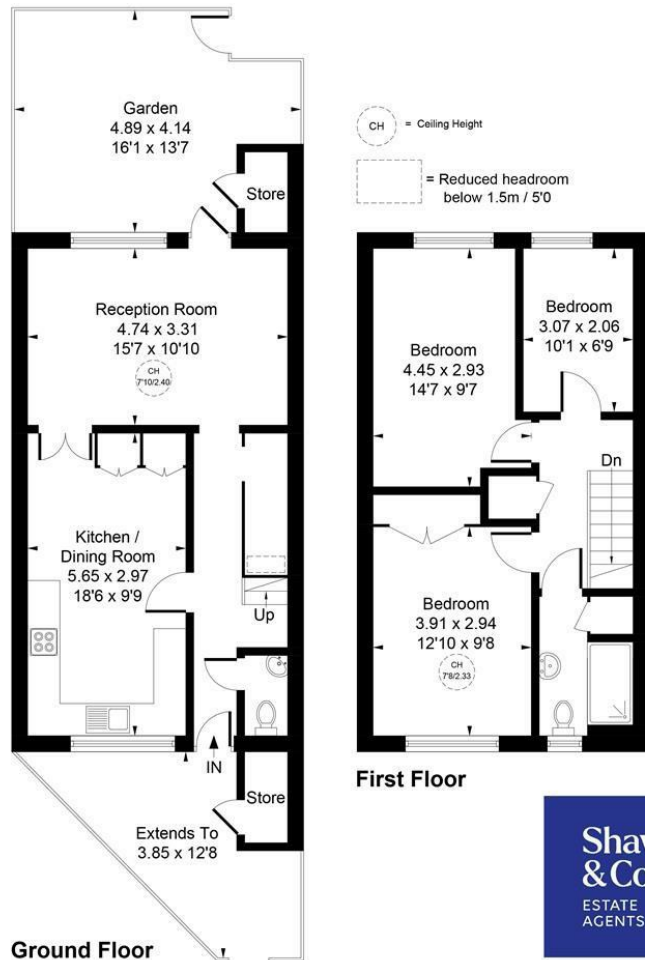 Garden
4.89 x 4.14
16'1 x 13'7
Store
CH
= Ceiling Height
= Reduced headroom
below 1.5m / 5'0
Reception Room
4.74 x 3.31
15'7 x 10'10
CH
7'10/2.40
Kitchen /
Dining Room
5.65 x 2.97
18'6 x 9'9
Up
IN
Store
Extends To
3.85 x 12'8
Ground Floor
Bedroom
4.45 x 2.93
14'7 x 9'7
Bedroom
3.07 x 2.06
10'1 x 6'9
Dn
Bedroom
3.91 x 2.94
12'10 x 9'8
CH
7'8/2.33
First Floor
& Co
ESTATE
AGENTS